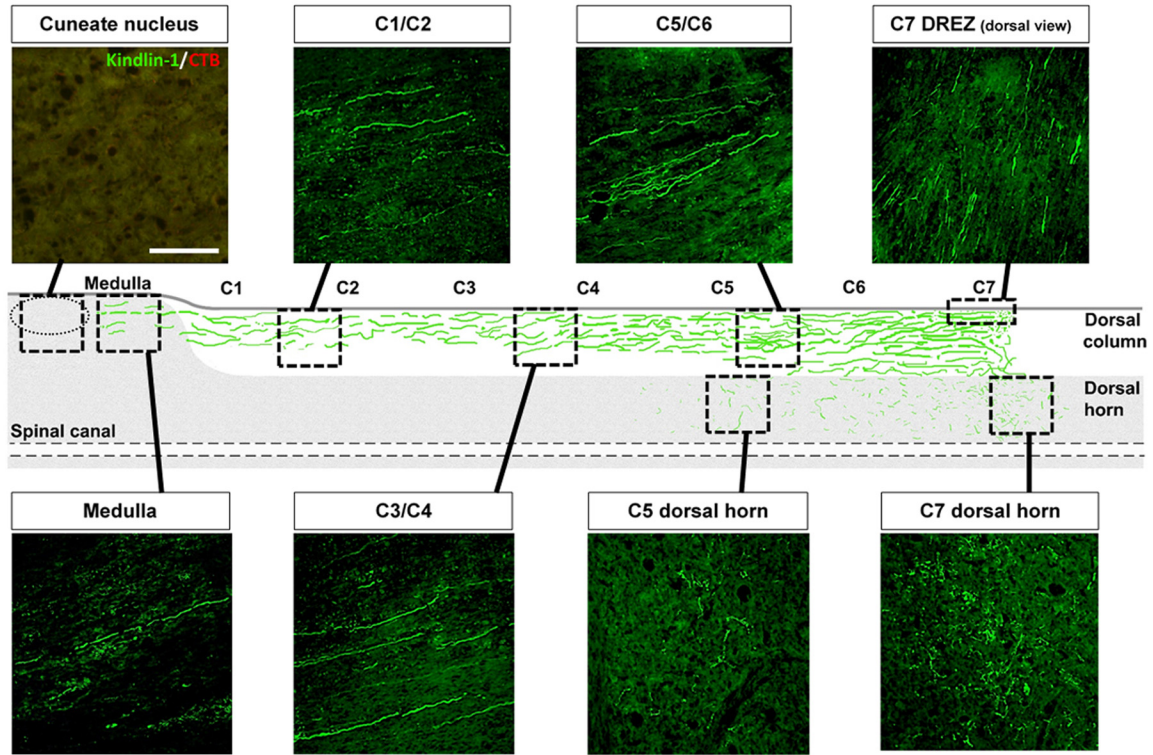 Cuneate nucleus
C1/C2
C5/C6
C7 DREZ (dorsal view)
Kindlin-1/CTB
Medulla
C1
C2
C3
C4
C5
C6
C7
Dorsal
column
Dorsal
horn
Spinal canal
Medulla
C3/C4
C5 dorsal horn
C7 dorsal horn